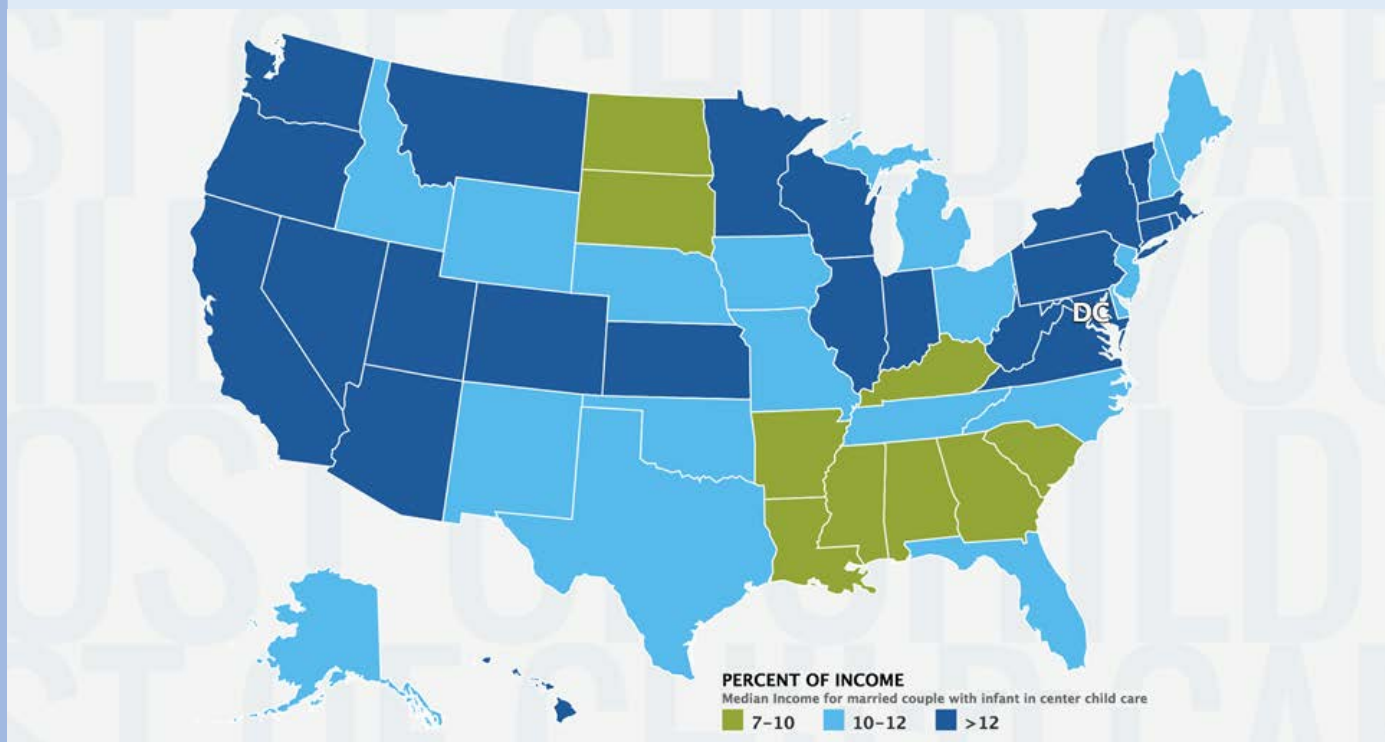 DC
PERCENT OF INCOME
Median Income for married couple with infant in center child care
7-10 10-12 >12